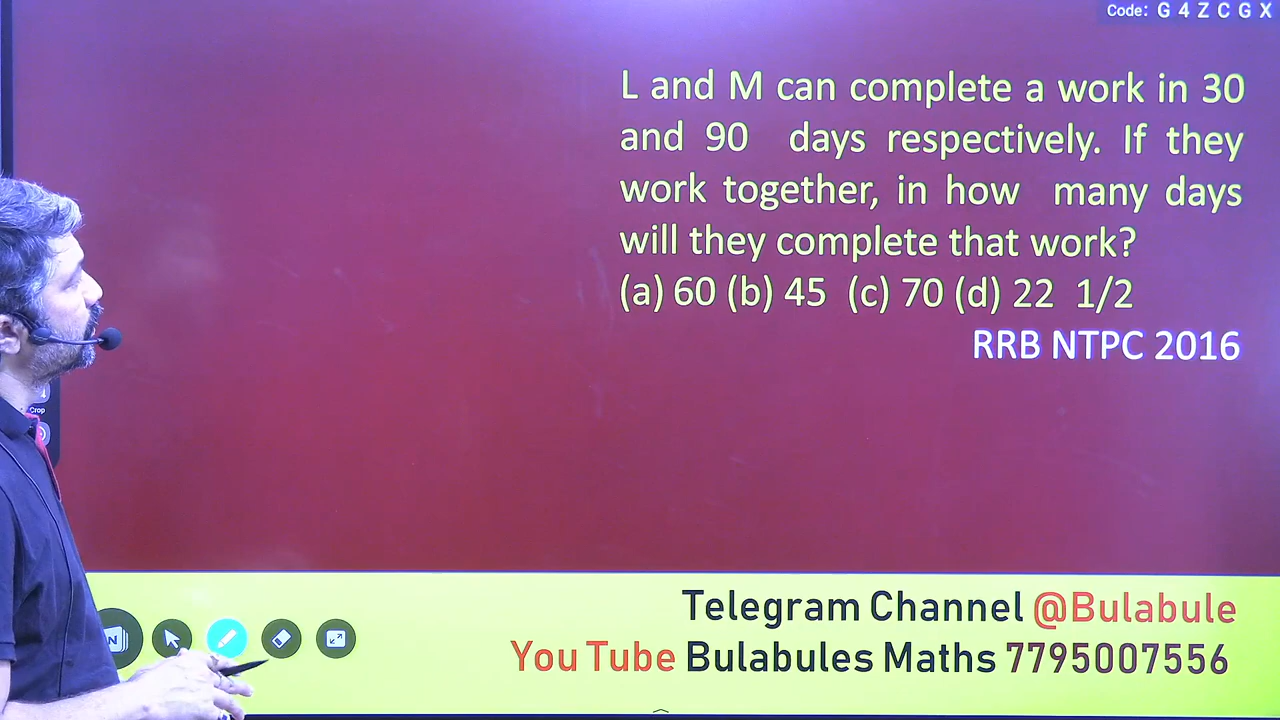 Code: G 4 Z C G X
L and M can complete a work in 30
and 90 days respectively. If they
work together, in how many days
will they complete that work?
(a) 60 (b) 45 (c) 70 (d) 22 1/2
RRB NTPC 2016
Crop
N
Telegram Channel @Bulabule
You Tube Bulabules Maths 7795007556